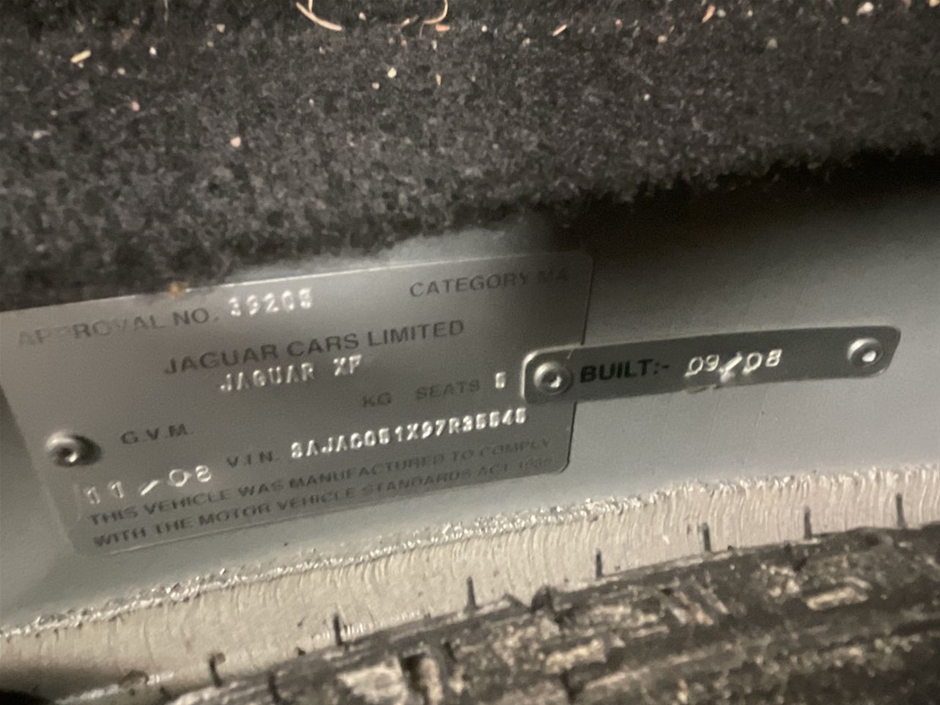 APPROVAL NO. 39205 CATEGORY MA
JAGUAR CARS LIMITED
JAGUAR XF
G.V.M. KG SEATS 5
11/08 V.I.N. SAJAC051X97R35545
THIS VEHICLE WAS MANUFACTURED TO COMPLY
WITH THE MOTOR VEHICLE STANDARDS ACT 1989
BUILT:- 09/08